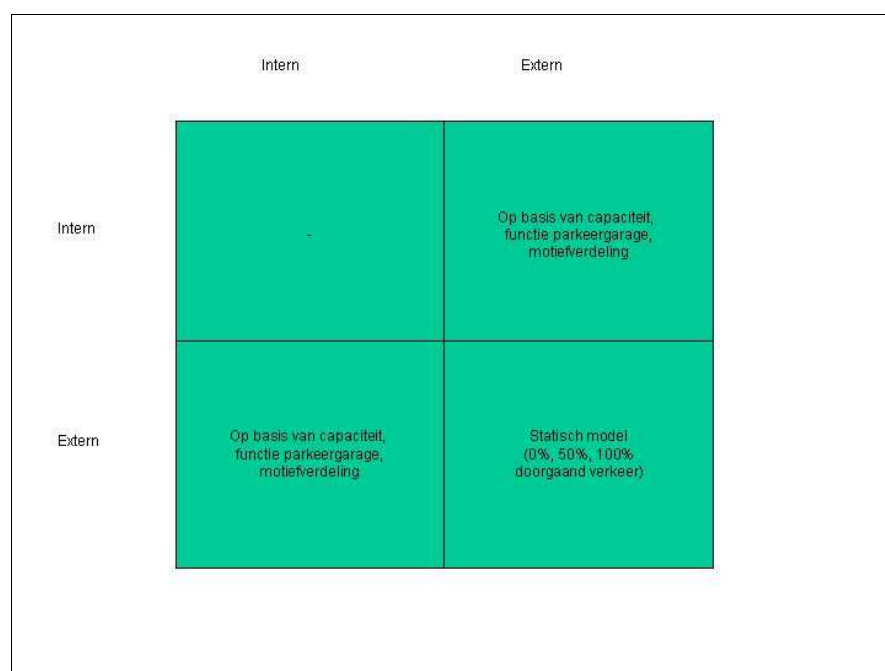 Intern
Extern
Intern
-
Op basis van capaciteit,
functie parkeergarage,
motiefverdeling
Extern
Op basis van capaciteit,
functie parkeergarage,
motiefverdeling
Statisch model
(0%, 50%, 100%
doorgaand verkeer)